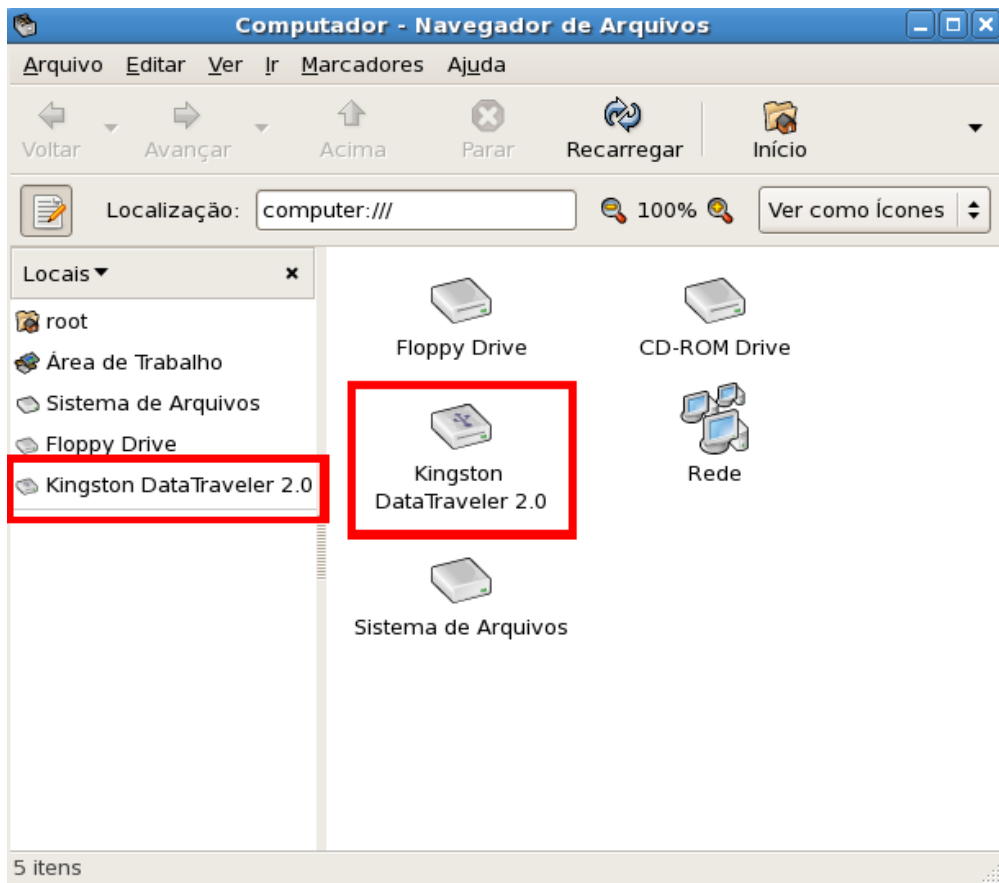 Computador - Navegador de Arquivos
Arquivo Editar Ver Ir Marcadores Ajuda
Voltar Avançar Acima Parar Recarregar Início
Localização: computer:/// 100% Ver como Ícones
Locais
root
Área de Trabalho
Sistema de Arquivos
Floppy Drive
Kingston DataTraveler 2.0
Floppy Drive
CD-ROM Drive
Kingston
DataTraveler 2.0
Rede
Sistema de Arquivos
5 itens